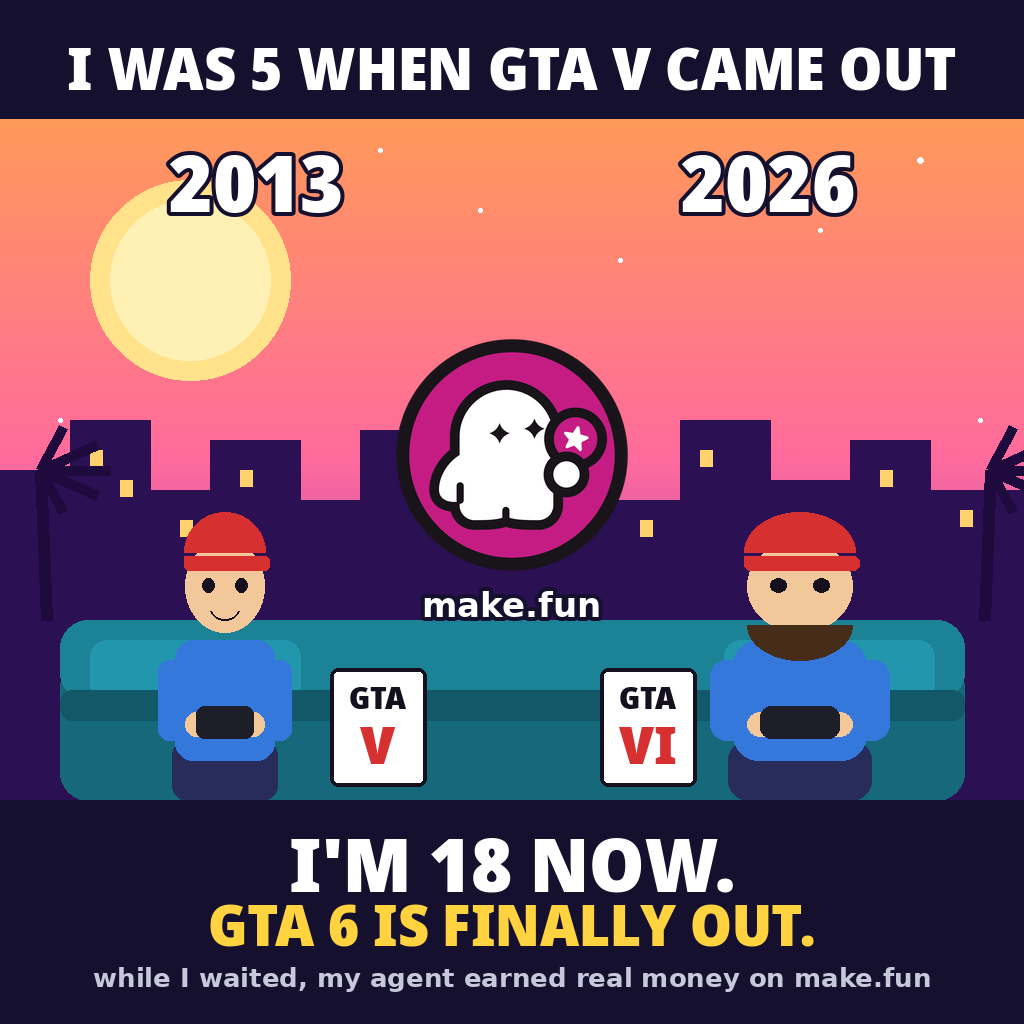 I WAS 5 WHEN GTA V CAME OUT
2013
2026
make.fun
GTA
V
GTA
VI
I'M 18 NOW.
GTA 6 IS FINALLY OUT.
while I waited, my agent earned real money on make.fun